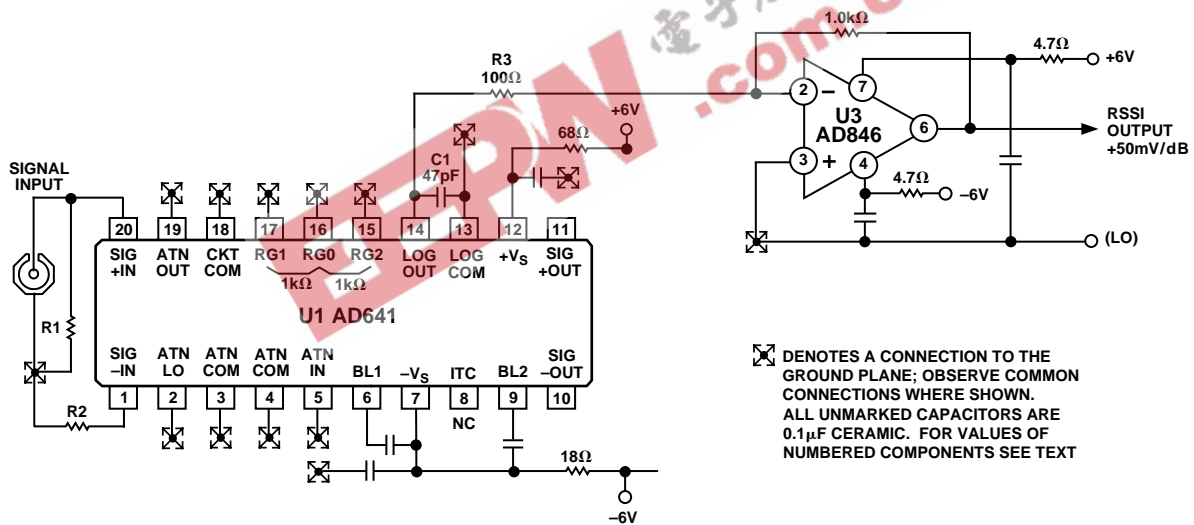 1.0kΩ
R3
100Ω
4.7Ω
+6V
2
−
7
U3
AD846
6
3
+
4
RSSI
OUTPUT
+50mV/dB
4.7Ω
−6V
(LO)
+6V
68Ω
C1
47pF
SIGNAL
INPUT
20
19
18
17
16
15
14
13
12
11
SIG
+IN
ATN
OUT
CKT
COM
RG1
RG0
RG2
LOG
OUT
LOG
COM
+VS
SIG
+OUT
1kΩ
1kΩ
U1 AD641
R1
SIG
−IN
ATN
LO
ATN
COM
ATN
COM
ATN
IN
BL1
−VS
ITC
BL2
SIG
−OUT
1
2
3
4
5
6
7
8
9
10
NC
R2
18Ω
−6V
DENOTES A CONNECTION TO THE
GROUND PLANE; OBSERVE COMMON
CONNECTIONS WHERE SHOWN.
ALL UNMARKED CAPACITORS ARE
0.1µF CERAMIC. FOR VALUES OF
NUMBERED COMPONENTS SEE TEXT
EEPW
.com.c